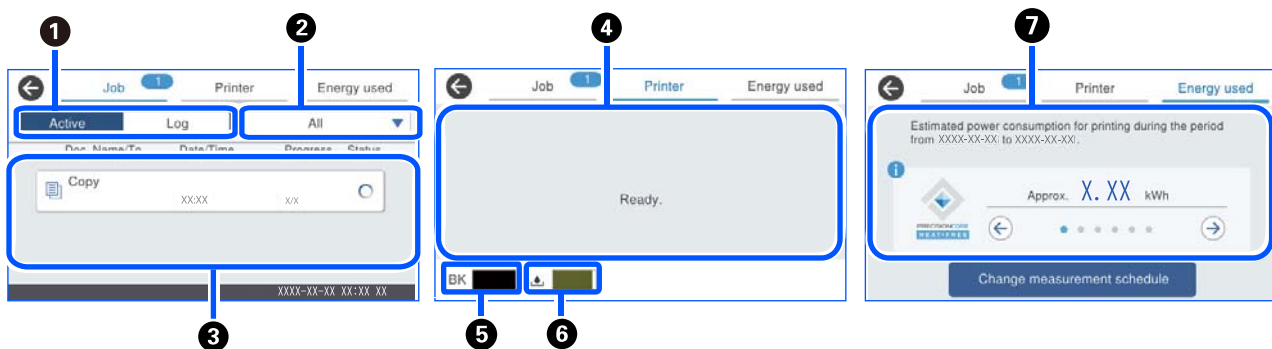 1 2 4 7
Job 1 Printer Energy used
Active Log All
Doc. Name/To Date/Time Progress Status
Copy
XX:XX X/X
XXXX-XX-XX XX:XX XX
3
Job 1 Printer Energy used
Ready.
BK
5 6
Job 1 Printer Energy used
Estimated power consumption for printing during the period
from XXXX-XX-XX to XXXX-XX-XX.
i
Approx. X.XX kWh
PRECISIONCORE
HEAT-FREE
Change measurement schedule